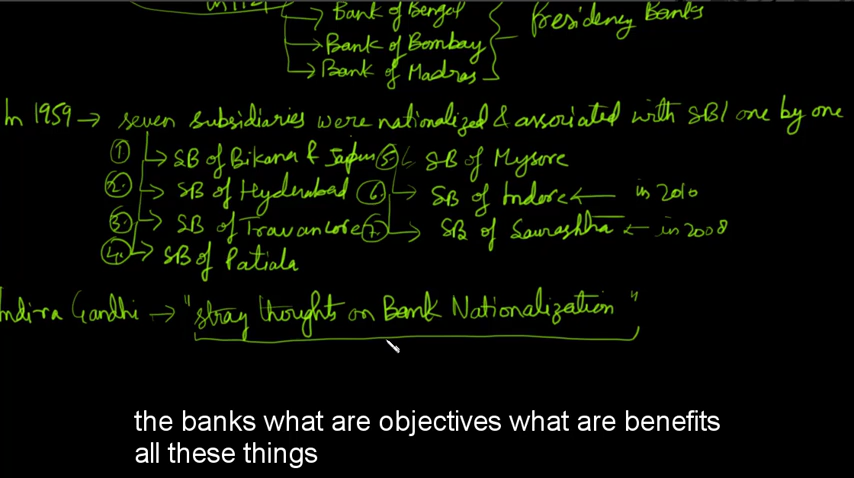 Bank of Bengal
Bank of Bombay
Bank of Madras
Presidency Banks
In 1959 → seven subsidiaries were nationalized & associated with SBI one by one
① SB of Bikana & Jaipur ⑤ SB of Mysore
2. SB of Hyderabad ⑥ SB of Indore ← in 2010
3. SB of Travancore ⑦. SB of Saurashtra ← in 2008
4. SB of Patiala
Indira Gandhi → "stray thoughts on Bank Nationalization"
the banks what are objectives what are benefits
all these things